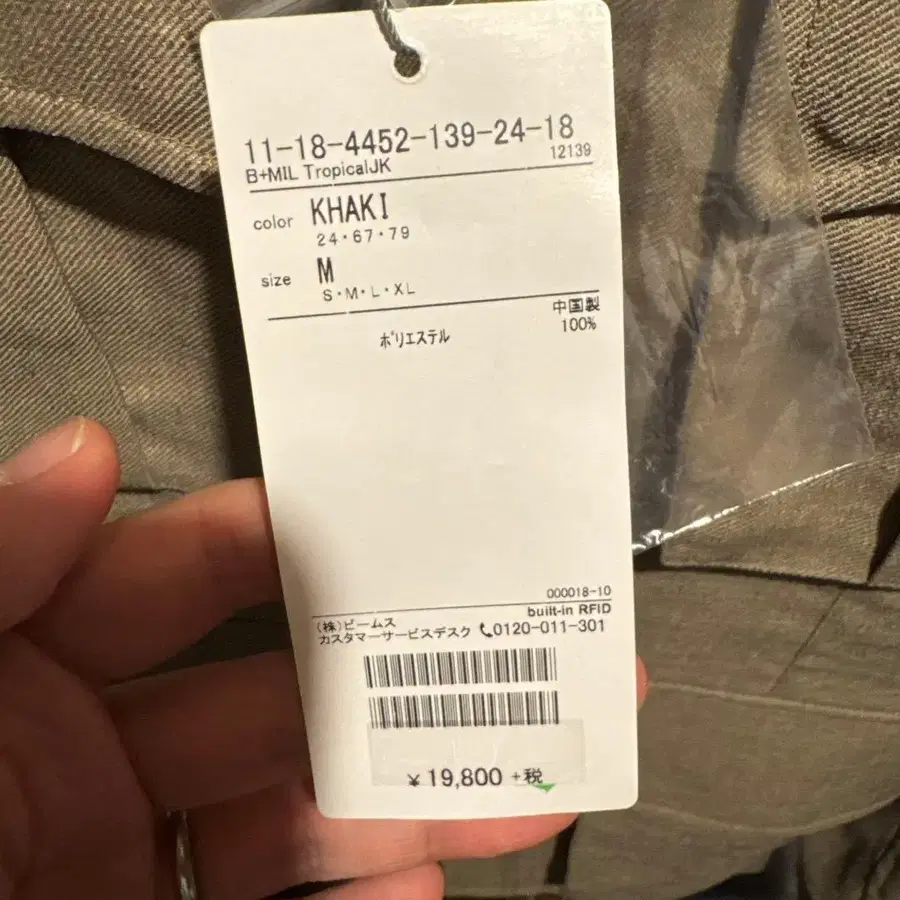 11-18-4452-139-24-18
B+MIL TropicalJK 12139
color KHAKI
24・67・79
size M
S・M・L・XL
中国製
ﾎﾟﾘｴｽﾃﾙ 100%
000018-10
built-in RFID
(株)ビームス
カスタマーサービスデスク 0120-011-301
¥19,800 +税